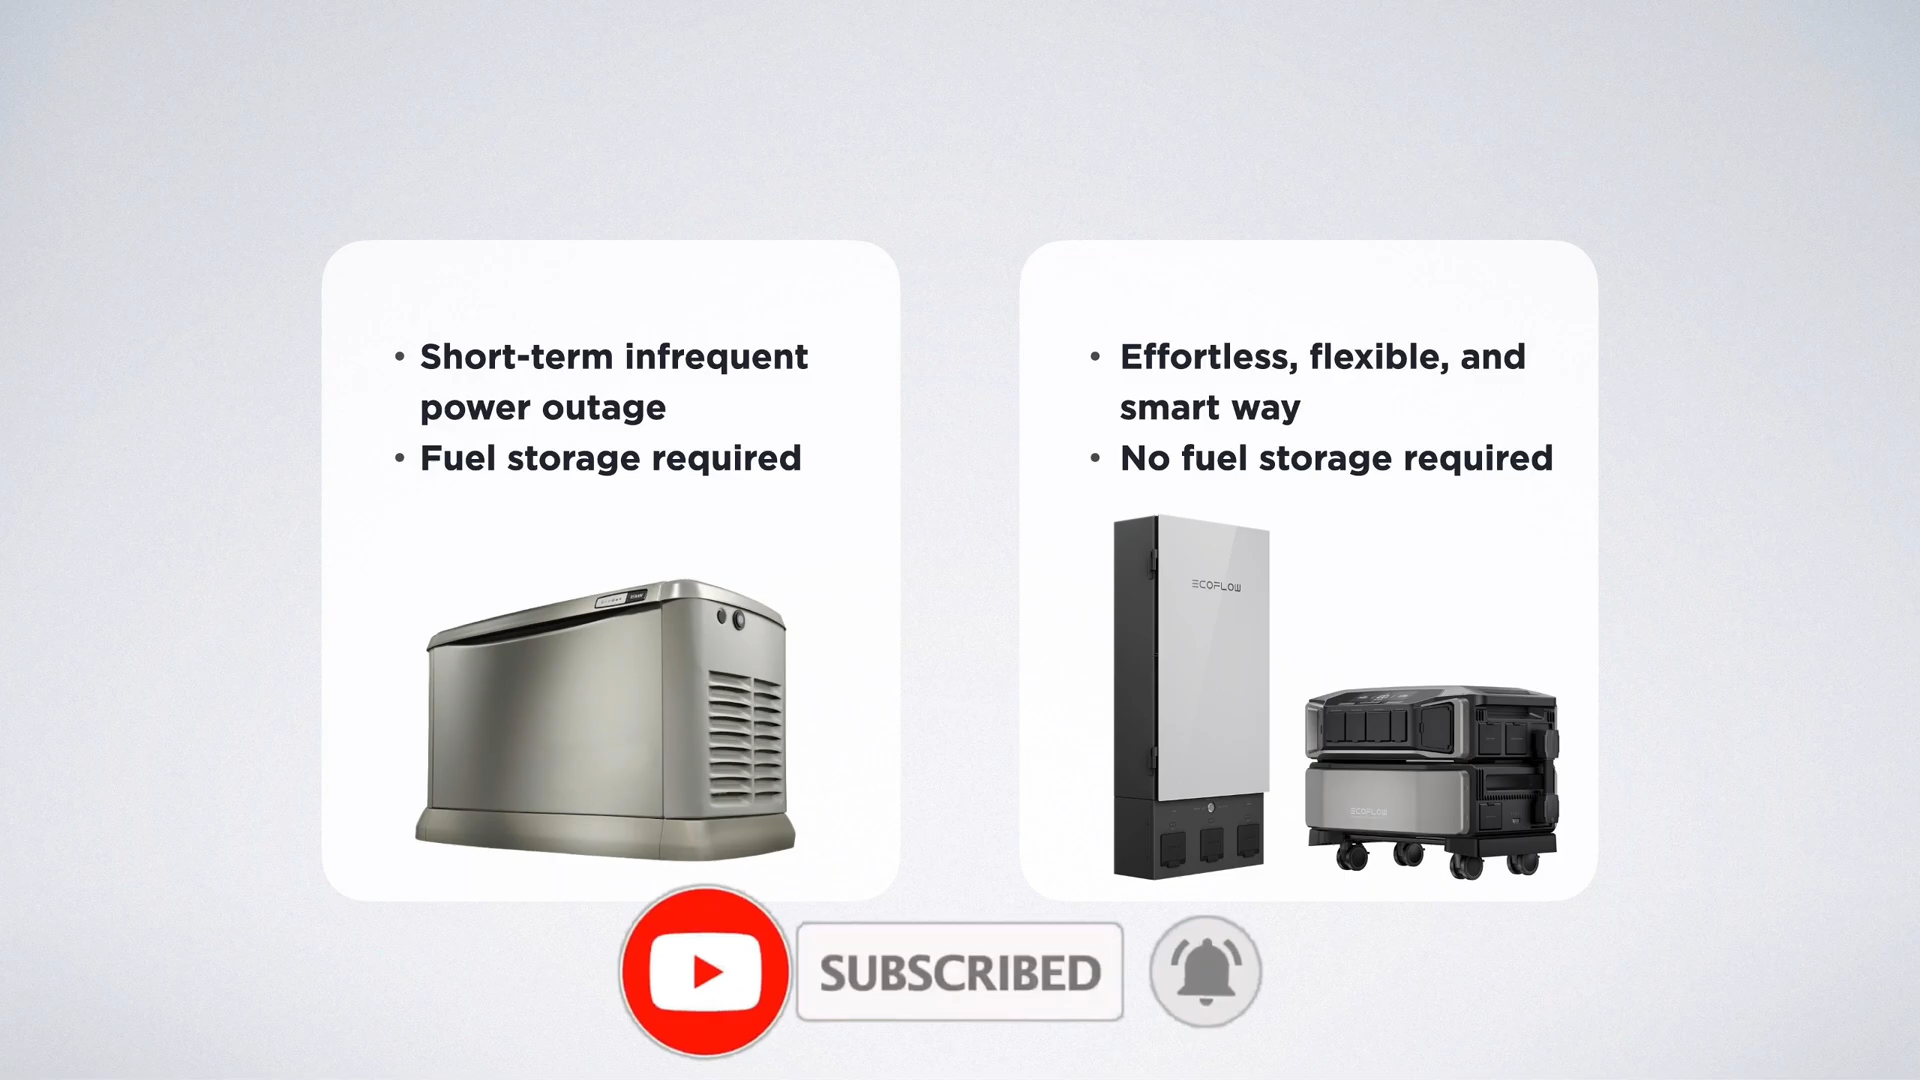 • Short-term infrequent
power outage
• Fuel storage required
• Effortless, flexible, and
smart way
• No fuel storage required
ECOFLOW
ECOFLOW
SUBSCRIBED